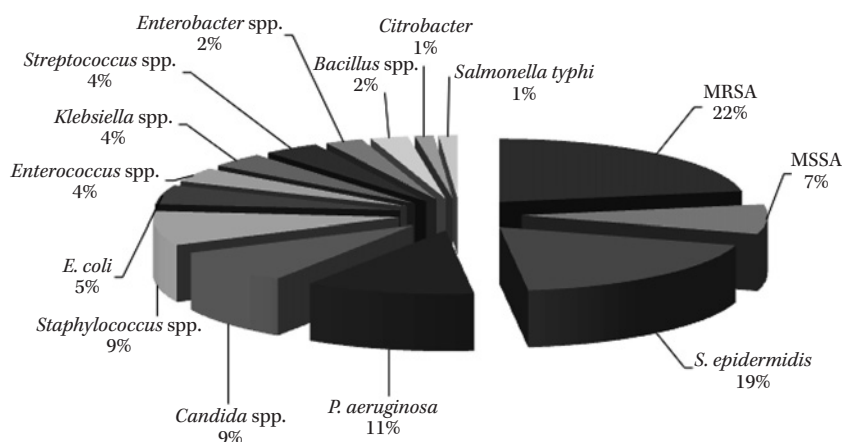 Enterobacter spp.
2%
Citrobacter
1%
Streptococcus spp.
4%
Bacillus spp.
2%
Salmonella typhi
1%
Klebsiella spp.
4%
MRSA
22%
Enterococcus spp.
4%
MSSA
7%
E. coli
5%
Staphylococcus spp.
9%
S. epidermidis
19%
Candida spp.
9%
P. aeruginosa
11%